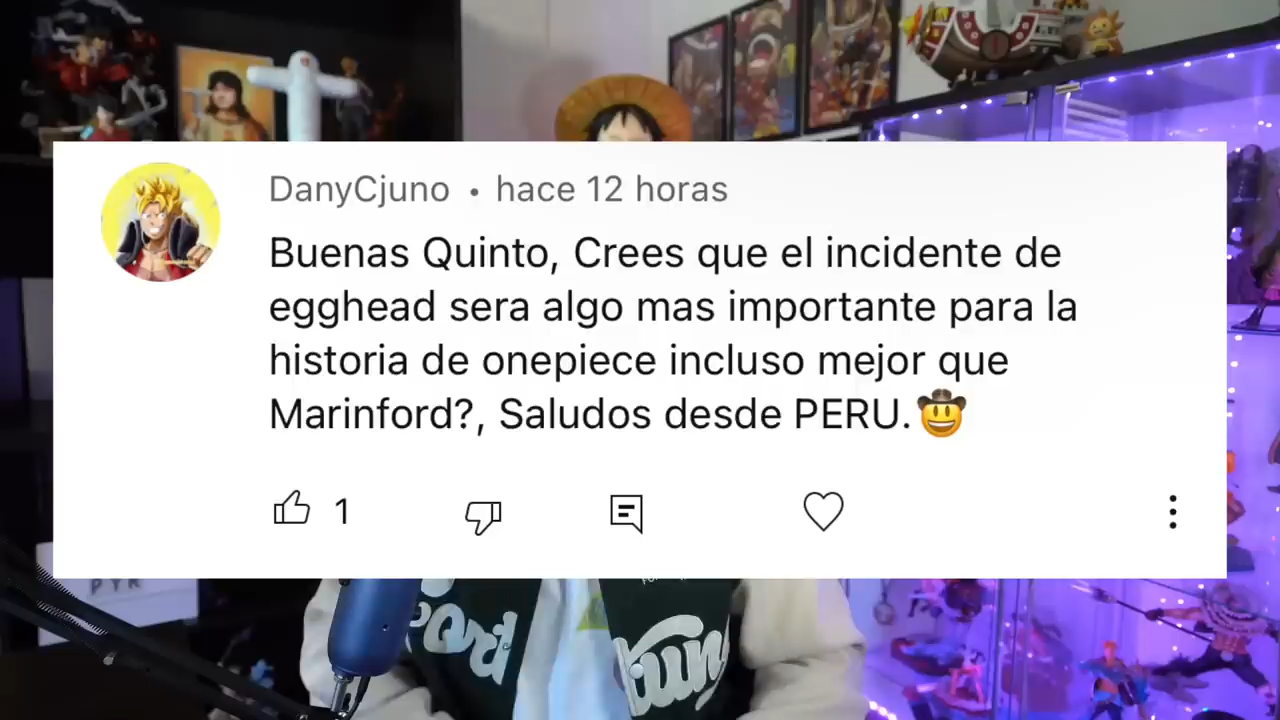 DanyCjuno • hace 12 horas
Buenas Quinto, Crees que el incidente de
egghead sera algo mas importante para la
historia de onepiece incluso mejor que
Marinford?, Saludos desde PERU.🤠
1
PYR